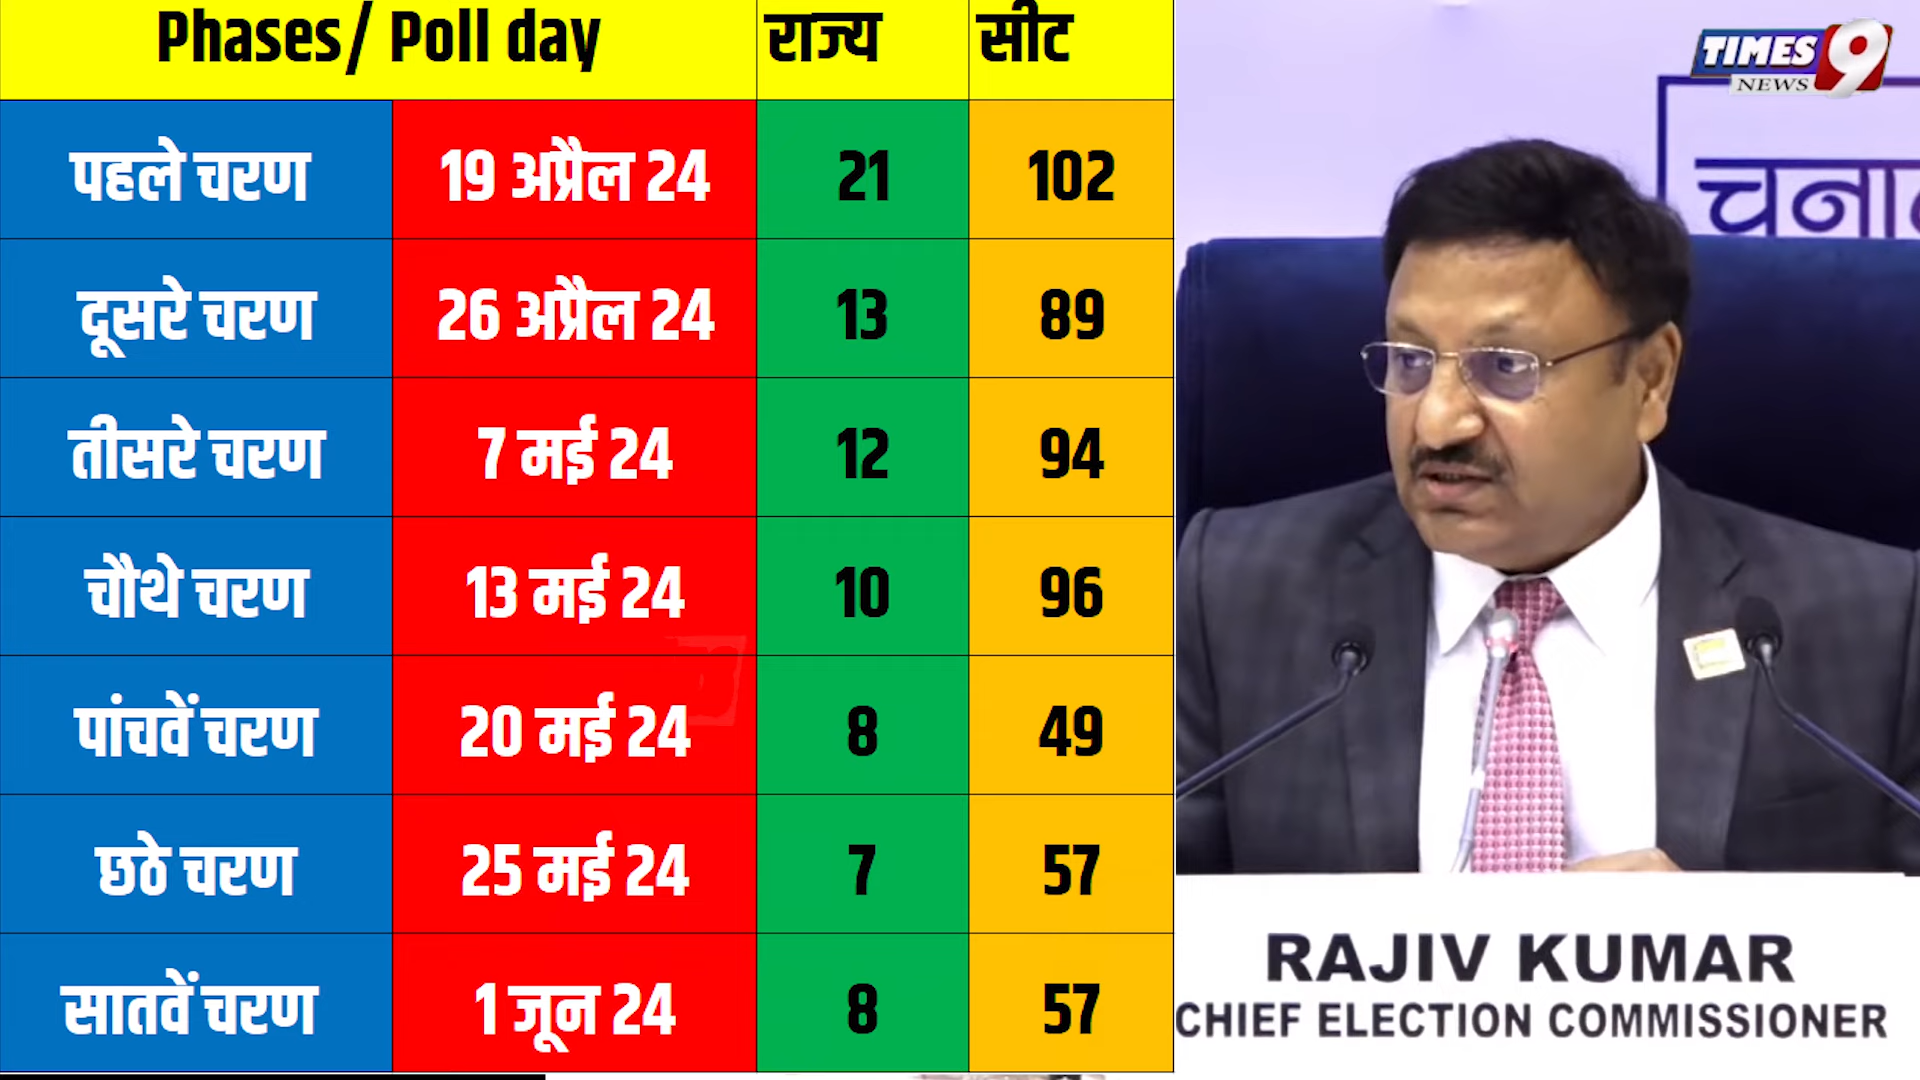 Phases/ Poll day राज्य सीट
पहले चरण 19 अप्रैल 24 21 102
दूसरे चरण 26 अप्रैल 24 13 89
तीसरे चरण 7 मई 24 12 94
चौथे चरण 13 मई 24 10 96
पांचवें चरण 20 मई 24 8 49
छठे चरण 25 मई 24 7 57
सातवें चरण 1 जून 24 8 57
TIMES 9
NEWS
RAJIV KUMAR
CHIEF ELECTION COMMISSIONER